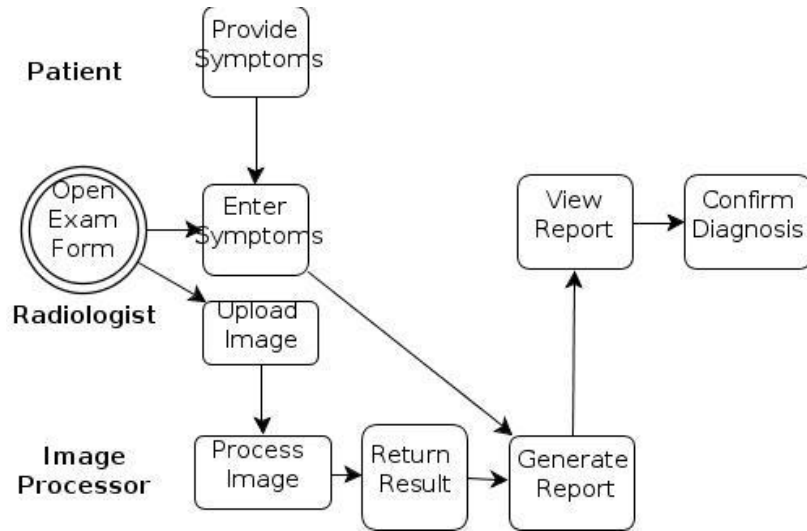 Provide
Symptoms
Patient
Open
Exam
Form
Enter
Symptoms
View
Report
Confirm
Diagnosis
Radiologist
Upload
Image
Image
Processor
Process
Image
Return
Result
Generate
Report